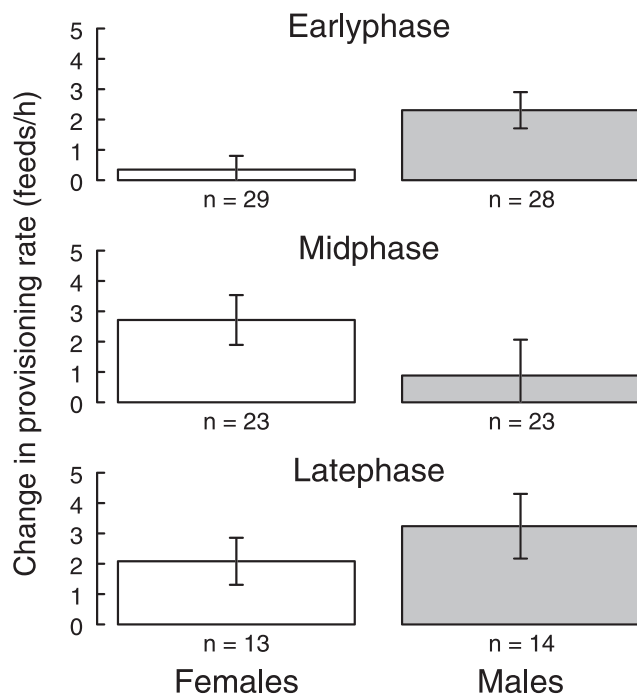 Change in provisioning rate (feeds/h)
Earlyphase
5
4
3
2
1
0
n = 29
n = 28
Midphase
5
4
3
2
1
0
n = 23
n = 23
Latephase
5
4
3
2
1
0
n = 13
n = 14
Females
Males